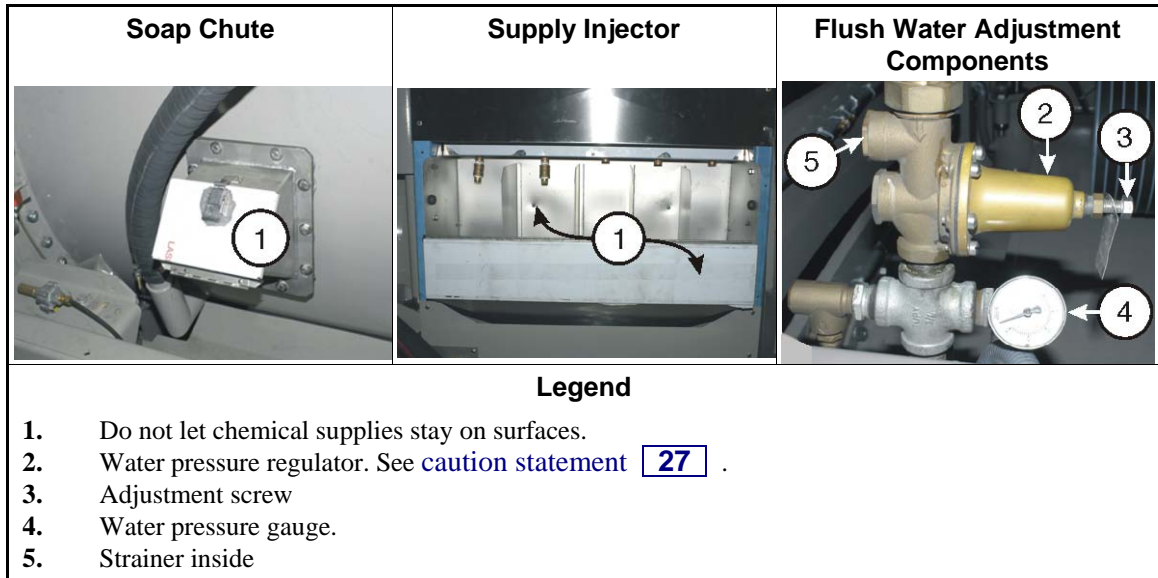 Soap Chute
Supply Injector
Flush Water Adjustment
Components
1
1
2
3
5
4
Legend
1. Do not let chemical supplies stay on surfaces.
2. Water pressure regulator. See caution statement 27 .
3. Adjustment screw
4. Water pressure gauge.
5. Strainer inside